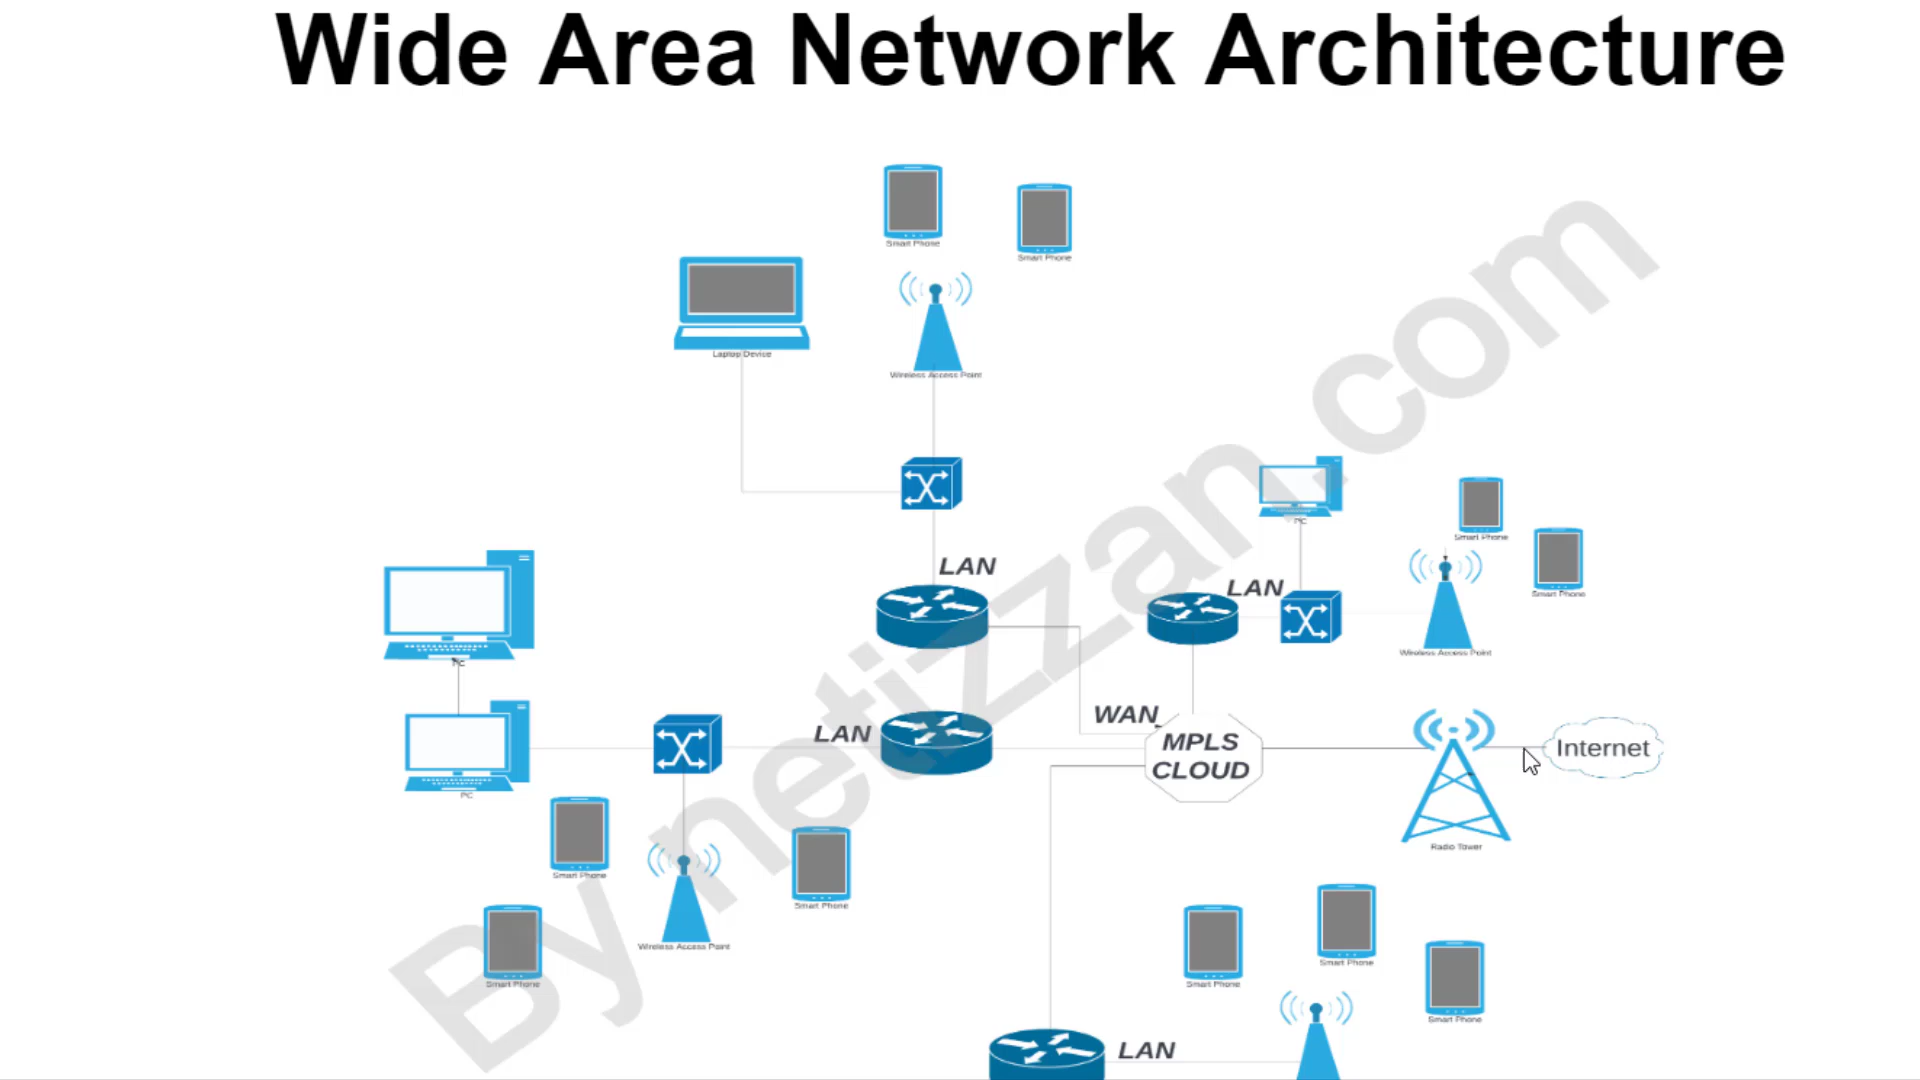 Wide Area Network Architecture
Smart Phone
Smart Phone
Laptop Device
Wireless Access Point
PC
Smart Phone
LAN
LAN
Smart Phone
Wireless Access Point
PC
WAN
LAN
MPLS
CLOUD
Internet
PC
Radio Tower
Smart Phone
Smart Phone
Wireless Access Point
Smart Phone
Smart Phone
Smart Phone
Smart Phone
LAN
By netizzan.com